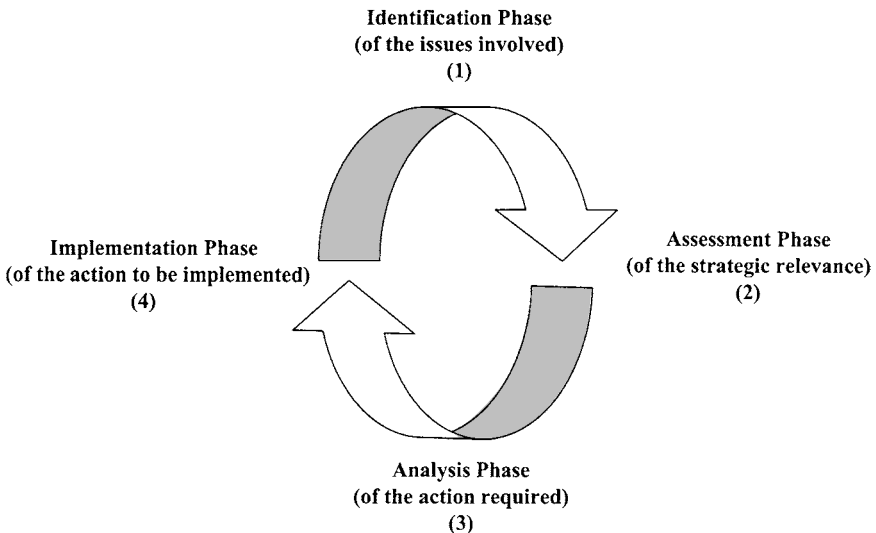 Identification Phase
(of the issues involved)
(1)
Assessment Phase
(of the strategic relevance)
(2)
Analysis Phase
(of the action required)
(3)
Implementation Phase
(of the action to be implemented)
(4)